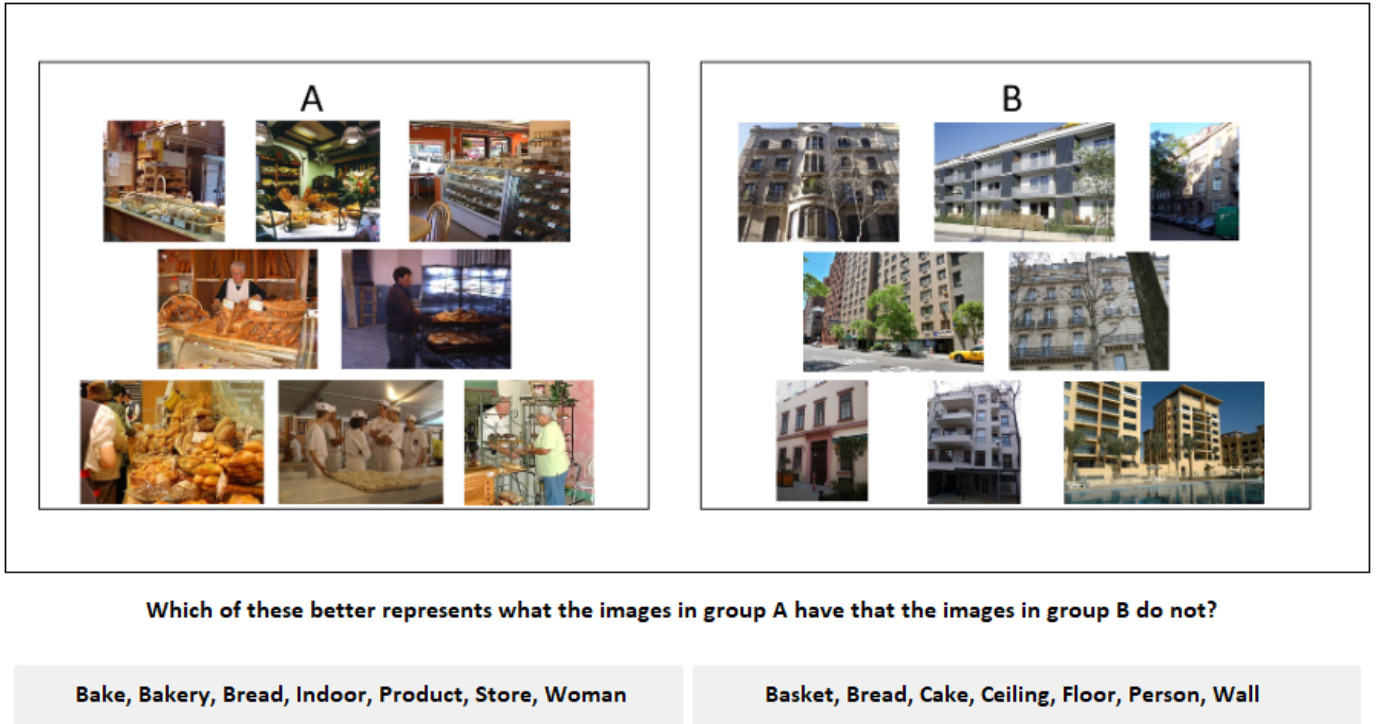 A
B
Which of these better represents what the images in group A have that the images in group B do not?
Bake, Bakery, Bread, Indoor, Product, Store, Woman
Basket, Bread, Cake, Ceiling, Floor, Person, Wall